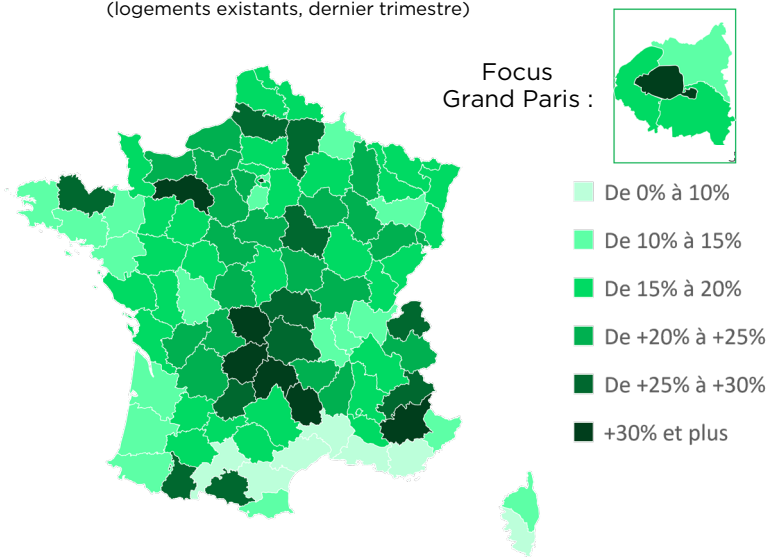 (logements existants, dernier trimestre)
Focus
Grand Paris :
De 0% à 10%
De 10% à 15%
De 15% à 20%
De +20% à +25%
De +25% à +30%
+30% et plus